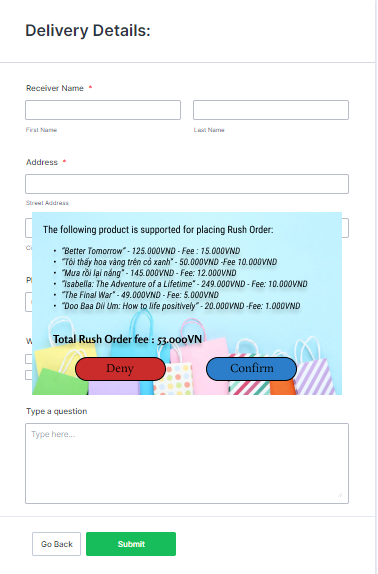 Delivery Details:
Receiver Name *
First Name
Last Name
Address *
Street Address
The following product is supported for placing Rush Order:
• "Better Tomorrow" - 125.000VND - Fee : 15.000VND
• "Tôi thấy hoa vàng trên cỏ xanh" - 50.000VND -Fee 10.000VND
• "Mưa rồi lại nắng" - 145.000VND - Fee: 12.000VND
• "Isabella: The Adventure of a Lifetime" - 249.000VND - Fee: 10.000VND
• "The Final War" - 49.000VND - Fee: 5.000VND
• "Doo Baa Dii Um: How to life positively" - 20.000VND -Fee: 1.000VND
Total Rush Order fee : 53.000VN
Deny
Confirm
Type a question
Type here...
Go Back
Submit